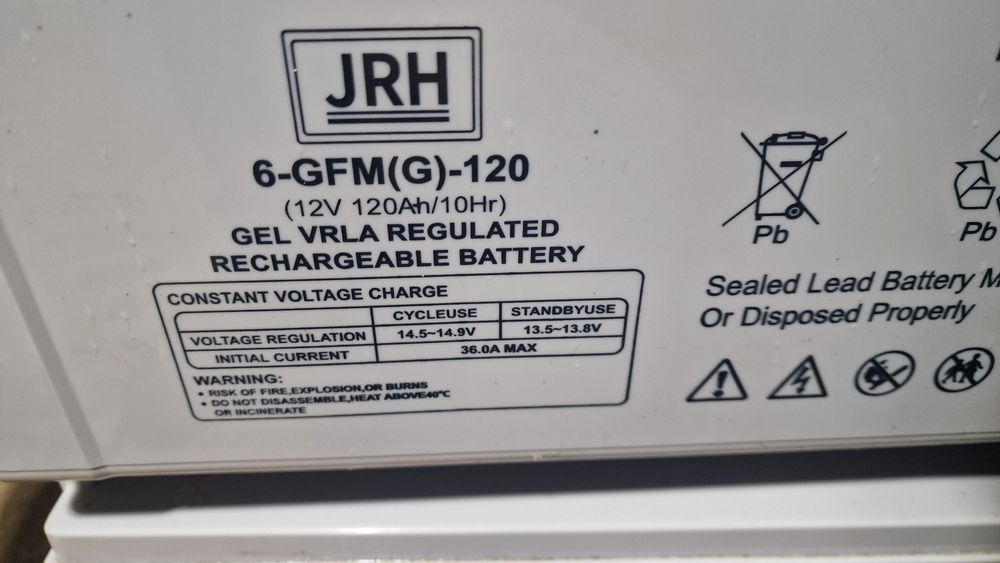 JRH
6-GFM(G)-120
(12V 120Ah/10Hr)
GEL VRLA REGULATED
RECHARGEABLE BATTERY
CONSTANT VOLTAGE CHARGE
CYCLEUSE STANDBYUSE
VOLTAGE REGULATION 14.5~14.9V 13.5~13.8V
INITIAL CURRENT 36.0A MAX
WARNING:
• RISK OF FIRE,EXPLOSION,OR BURNS
• DO NOT DISASSEMBLE,HEAT ABOVE40°C
OR INCINERATE
Pb
Pb
Sealed Lead Battery M
Or Disposed Properly